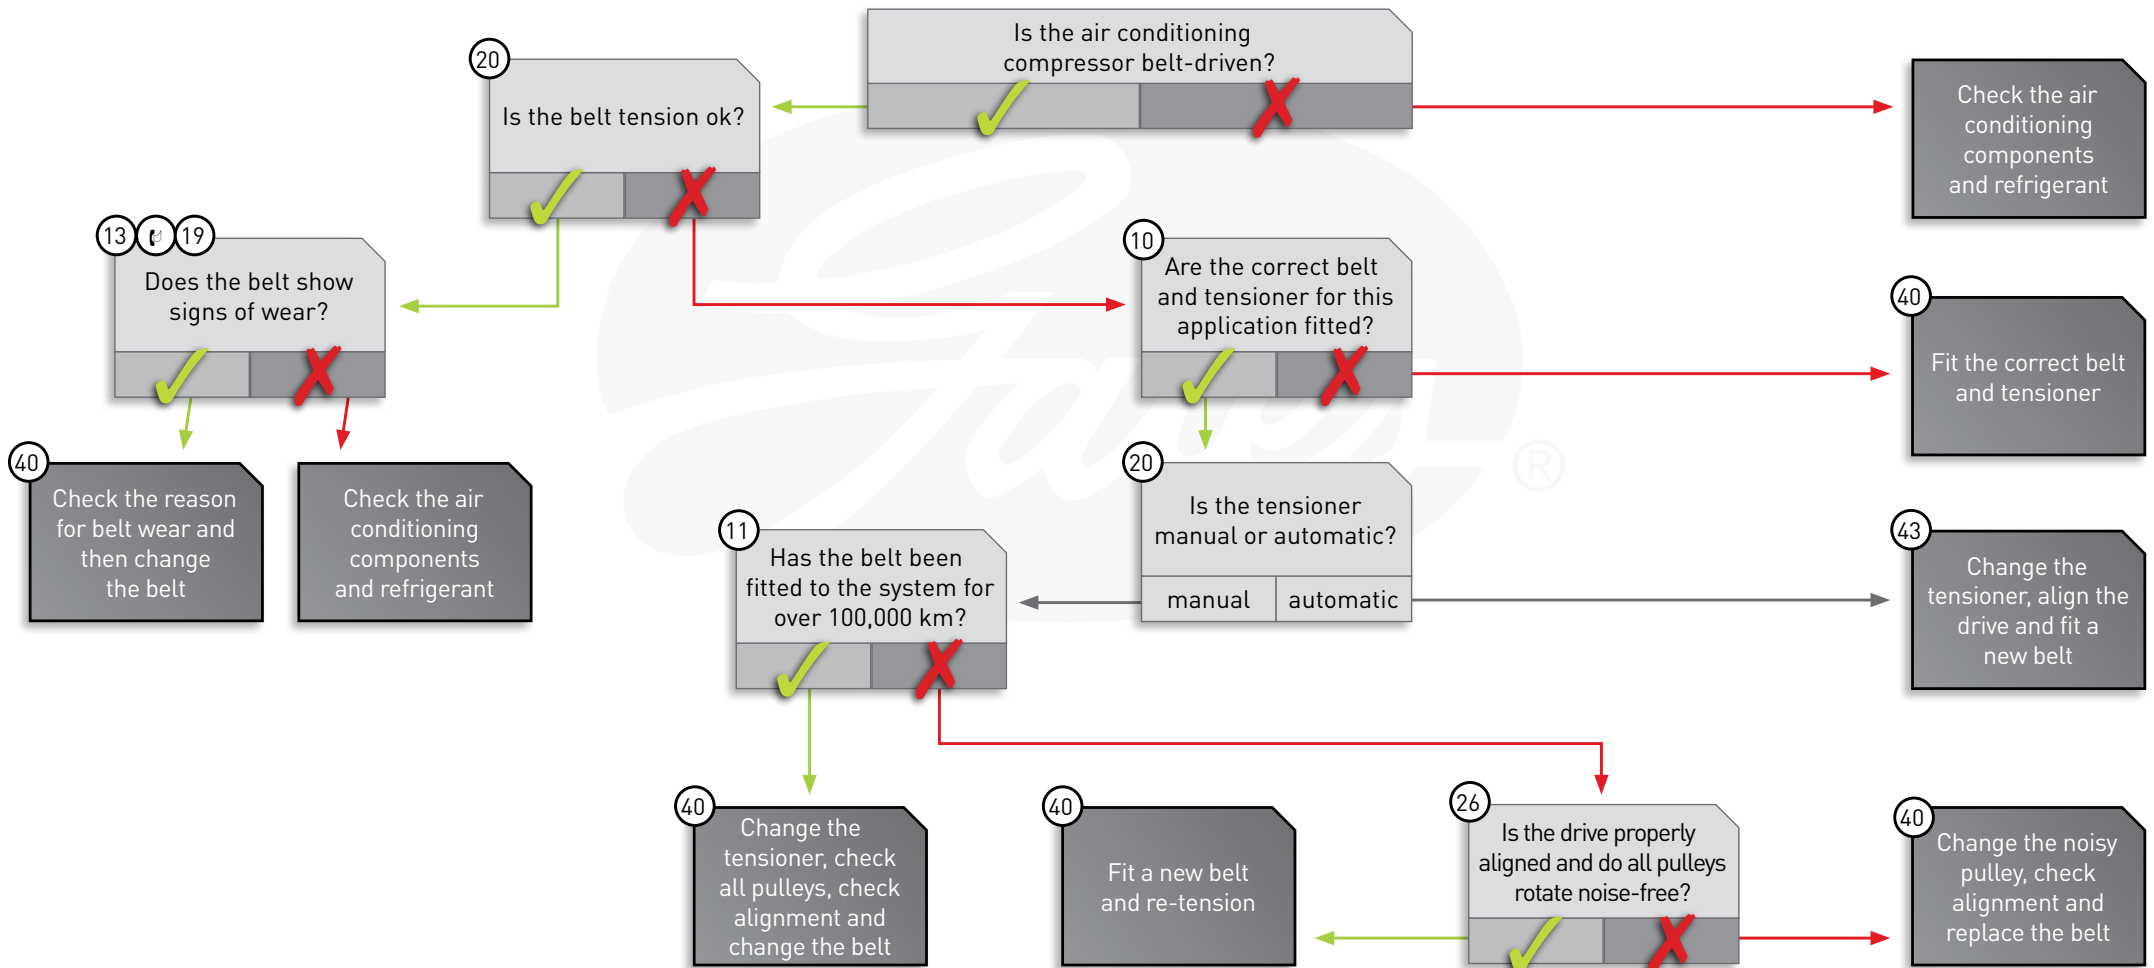 Is the air conditioning
compressor belt-driven?
20
Is the belt tension ok?
Check the air
conditioning
components
and refrigerant
13
19
Does the belt show
signs of wear?
10
Are the correct belt
and tensioner for this
application fitted?
40
Fit the correct belt
and tensioner
40
Check the reason
for belt wear and
then change
the belt
Check the air
conditioning
components
and refrigerant
20
Is the tensioner
manual or automatic?
manual
automatic
11
Has the belt been
fitted to the system for
over 100,000 km?
43
Change the
tensioner, align the
drive and fit a
new belt
40
Change the
tensioner, check
all pulleys, check
alignment and
change the belt
40
Fit a new belt
and re-tension
26
Is the drive properly
aligned and do all pulleys
rotate noise-free?
40
Change the noisy
pulley, check
alignment and
replace the belt
Gates
®